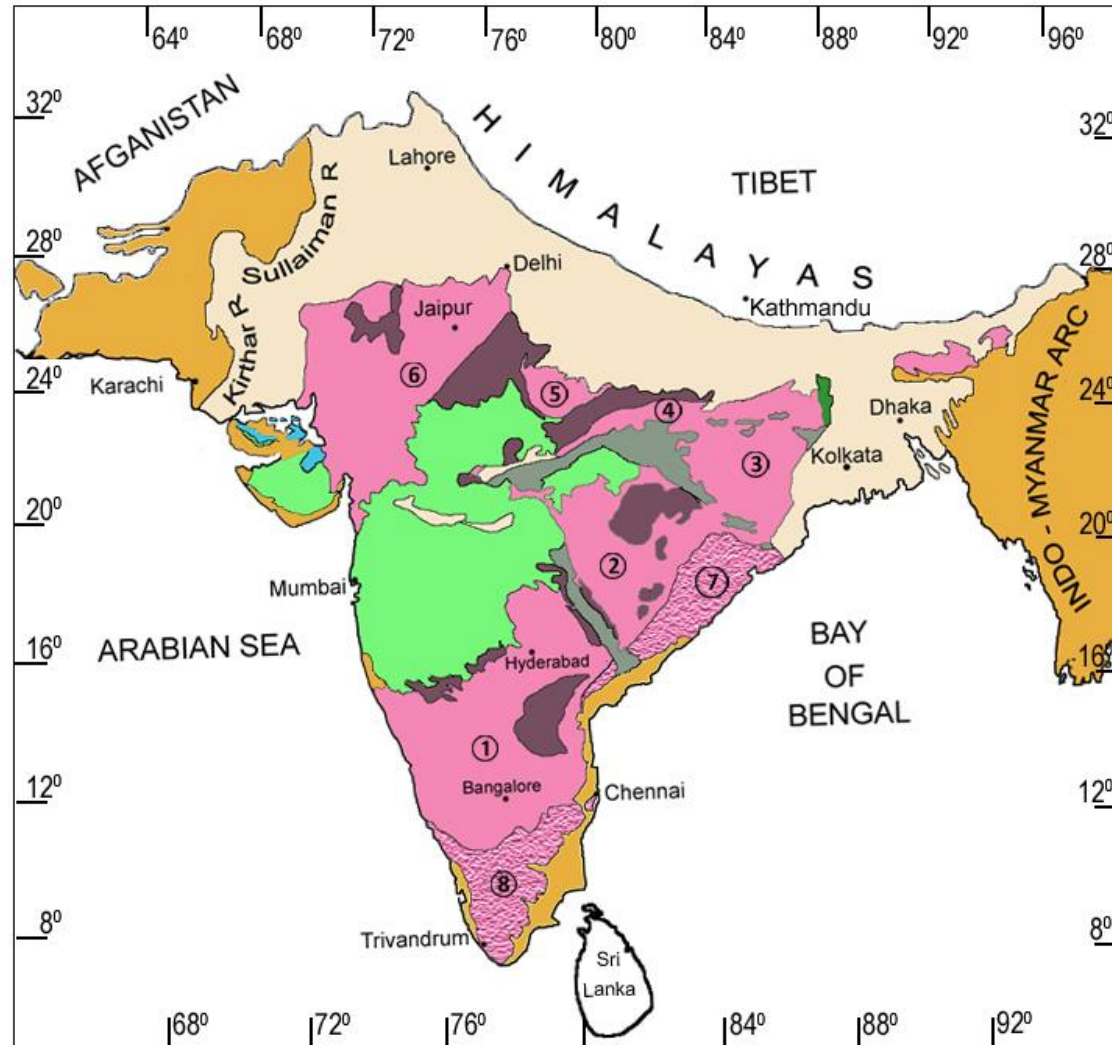 64⁰ 68⁰ 72⁰ 76⁰ 80⁰ 84⁰ 88⁰ 92⁰ 96⁰
32⁰
32⁰
AFGANISTAN
HIMALAYAS
TIBET
Lahore
Sullaiman R
Kirthar R
28⁰
28⁰
Delhi
Kathmandu
Jaipur
Karachi
24⁰
24⁰
6
5
4
3
Dhaka
Kolkata
INDO - MYANMAR ARC
20⁰
20⁰
2
7
Mumbai
ARABIAN SEA
16⁰
16⁰
Hyderabad
BAY
OF
BENGAL
1
Bangalore
Chennai
12⁰
12⁰
8
8⁰
8⁰
Trivandrum
Sri
Lanka
68⁰ 72⁰ 76⁰ 80⁰ 84⁰ 88⁰ 92⁰